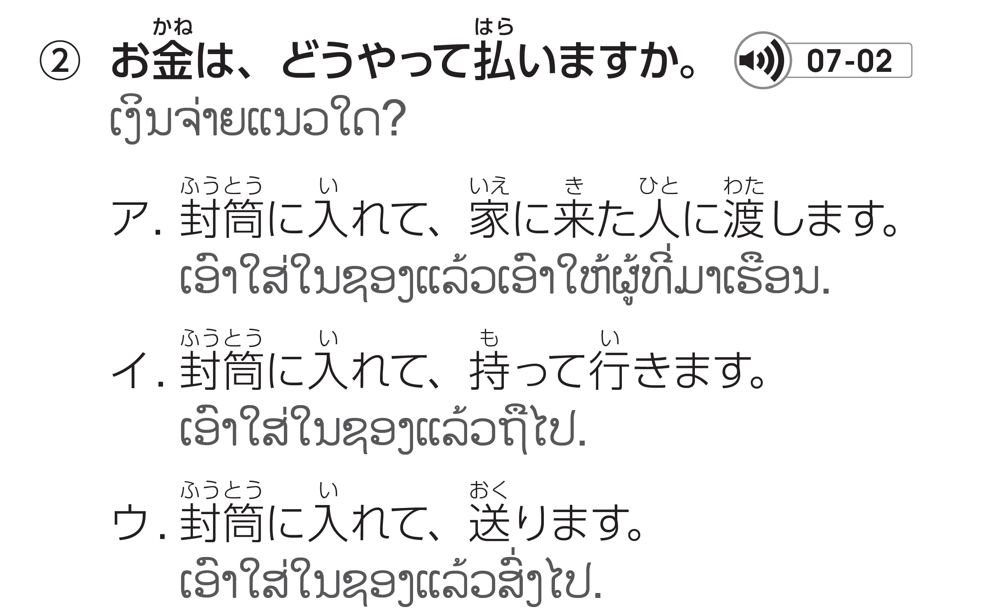 かね はら
② お金は、どうやって払いますか。 07-02
ເງິນຈ່າຍແນວໃດ?
ふうとう い いえ き ひと わた
ア. 封筒に入れて、家に来た人に渡します。
ເອົາໃສ່ໃນຊອງແລ້ວເອົາໃຫ້ຜູ້ທີ່ມາເຮືອນ.
ふうとう い も い
イ. 封筒に入れて、持って行きます。
ເອົາໃສ່ໃນຊອງແລ້ວຖືໄປ.
ふうとう い おく
ウ. 封筒に入れて、送ります。
ເອົາໃສ່ໃນຊອງແລ້ວສົ່ງໄປ.